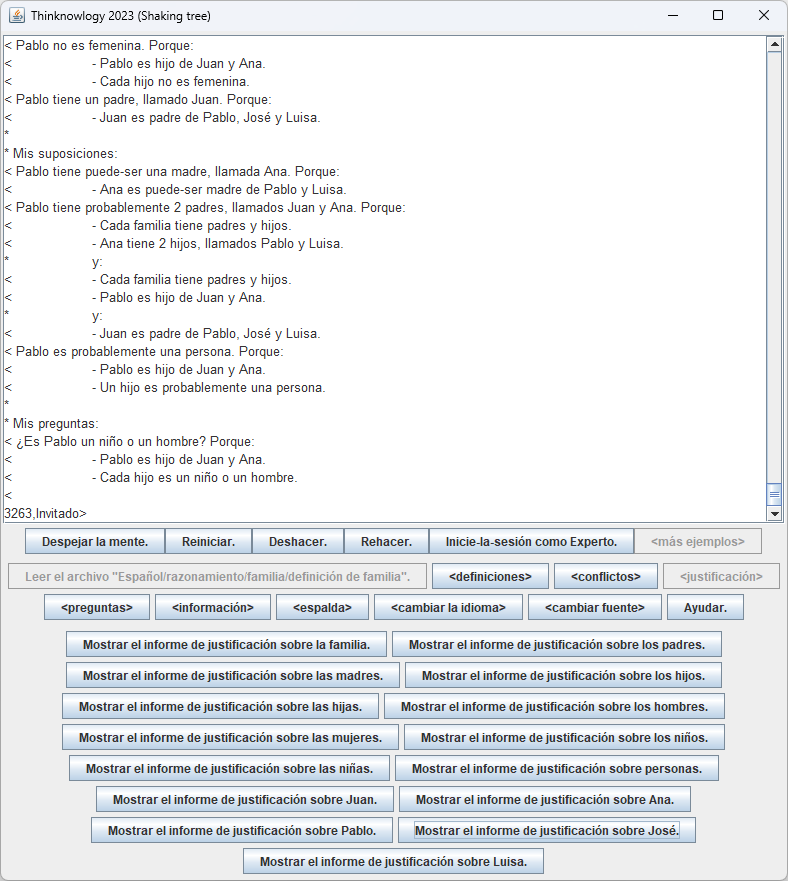 Thinknowlogy 2023 (Shaking tree)
< Pablo no es femenina. Porque:
< - Pablo es hijo de Juan y Ana.
< - Cada hijo no es femenina.
< Pablo tiene un padre, llamado Juan. Porque:
< - Juan es padre de Pablo, José y Luisa.
*
* Mis suposiciones:
< Pablo tiene puede-ser una madre, llamada Ana. Porque:
< - Ana es puede-ser madre de Pablo y Luisa.
< Pablo tiene probablemente 2 padres, llamados Juan y Ana. Porque:
< - Cada familia tiene padres y hijos.
< - Ana tiene 2 hijos, llamados Pablo y Luisa.
* y:
< - Cada familia tiene padres y hijos.
< - Pablo es hijo de Juan y Ana.
* y:
< - Juan es padre de Pablo, José y Luisa.
< Pablo es probablemente una persona. Porque:
< - Pablo es hijo de Juan y Ana.
< - Un hijo es probablemente una persona.
*
* Mis preguntas:
< ¿Es Pablo un niño o un hombre? Porque:
< - Pablo es hijo de Juan y Ana.
< - Cada hijo es un niño o un hombre.
<
3263,Invitado>
Despejar la mente. Reiniciar. Deshacer. Rehacer. Inicie-la-sesión como Experto. <más ejemplos>
Leer el archivo "Español/razonamiento/familia/definición de familia". <definiciones> <conflictos> <justificación>
<preguntas> <información> <espalda> <cambiar la idioma> <cambiar fuente> Ayudar.
Mostrar el informe de justificación sobre la familia. Mostrar el informe de justificación sobre los padres.
Mostrar el informe de justificación sobre las madres. Mostrar el informe de justificación sobre los hijos.
Mostrar el informe de justificación sobre las hijas. Mostrar el informe de justificación sobre los hombres.
Mostrar el informe de justificación sobre las mujeres. Mostrar el informe de justificación sobre los niños.
Mostrar el informe de justificación sobre las niñas. Mostrar el informe de justificación sobre personas.
Mostrar el informe de justificación sobre Juan. Mostrar el informe de justificación sobre Ana.
Mostrar el informe de justificación sobre Pablo. Mostrar el informe de justificación sobre José.
Mostrar el informe de justificación sobre Luisa.